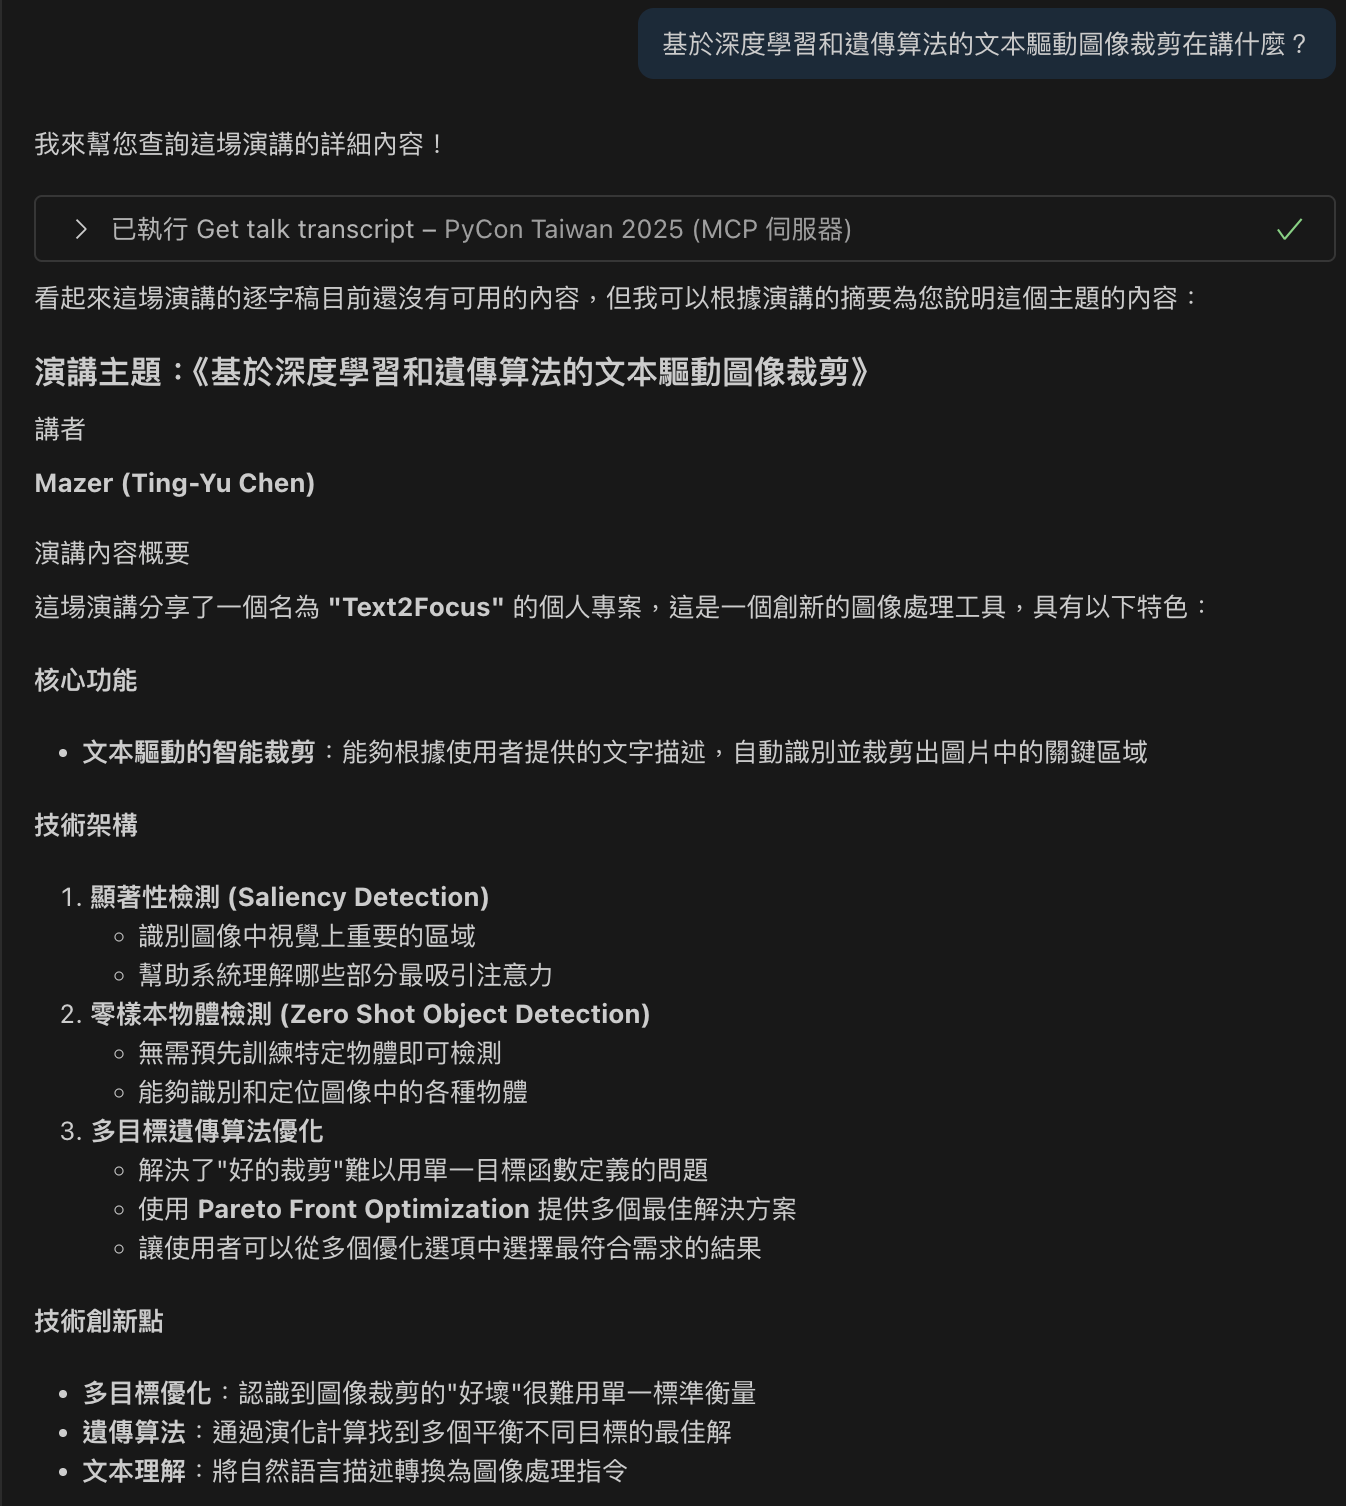 基於深度學習和遺傳算法的文本驅動圖像裁剪在講什麼？
我來幫您查詢這場演講的詳細內容！
已執行 Get talk transcript – PyCon Taiwan 2025 (MCP 伺服器)
看起來這場演講的逐字稿目前還沒有可用的內容，但我可以根據演講的摘要為您說明這個主題的內容：
演講主題：《基於深度學習和遺傳算法的文本驅動圖像裁剪》
講者
Mazer (Ting-Yu Chen)
演講內容概要
這場演講分享了一個名為 "Text2Focus" 的個人專案，這是一個創新的圖像處理工具，具有以下特色：
核心功能
• 文本驅動的智能裁剪：能夠根據使用者提供的文字描述，自動識別並裁剪出圖片中的關鍵區域
技術架構
1. 顯著性檢測 (Saliency Detection)
○ 識別圖像中視覺上重要的區域
○ 幫助系統理解哪些部分最吸引注意力
2. 零樣本物體檢測 (Zero Shot Object Detection)
○ 無需預先訓練特定物體即可檢測
○ 能夠識別和定位圖像中的各種物體
3. 多目標遺傳算法優化
○ 解決了"好的裁剪"難以用單一目標函數定義的問題
○ 使用 Pareto Front Optimization 提供多個最佳解決方案
○ 讓使用者可以從多個優化選項中選擇最符合需求的結果
技術創新點
• 多目標優化：認識到圖像裁剪的"好壞"很難用單一標準衡量
• 遺傳算法：通過演化計算找到多個平衡不同目標的最佳解
• 文本理解：將自然語言描述轉換為圖像處理指令